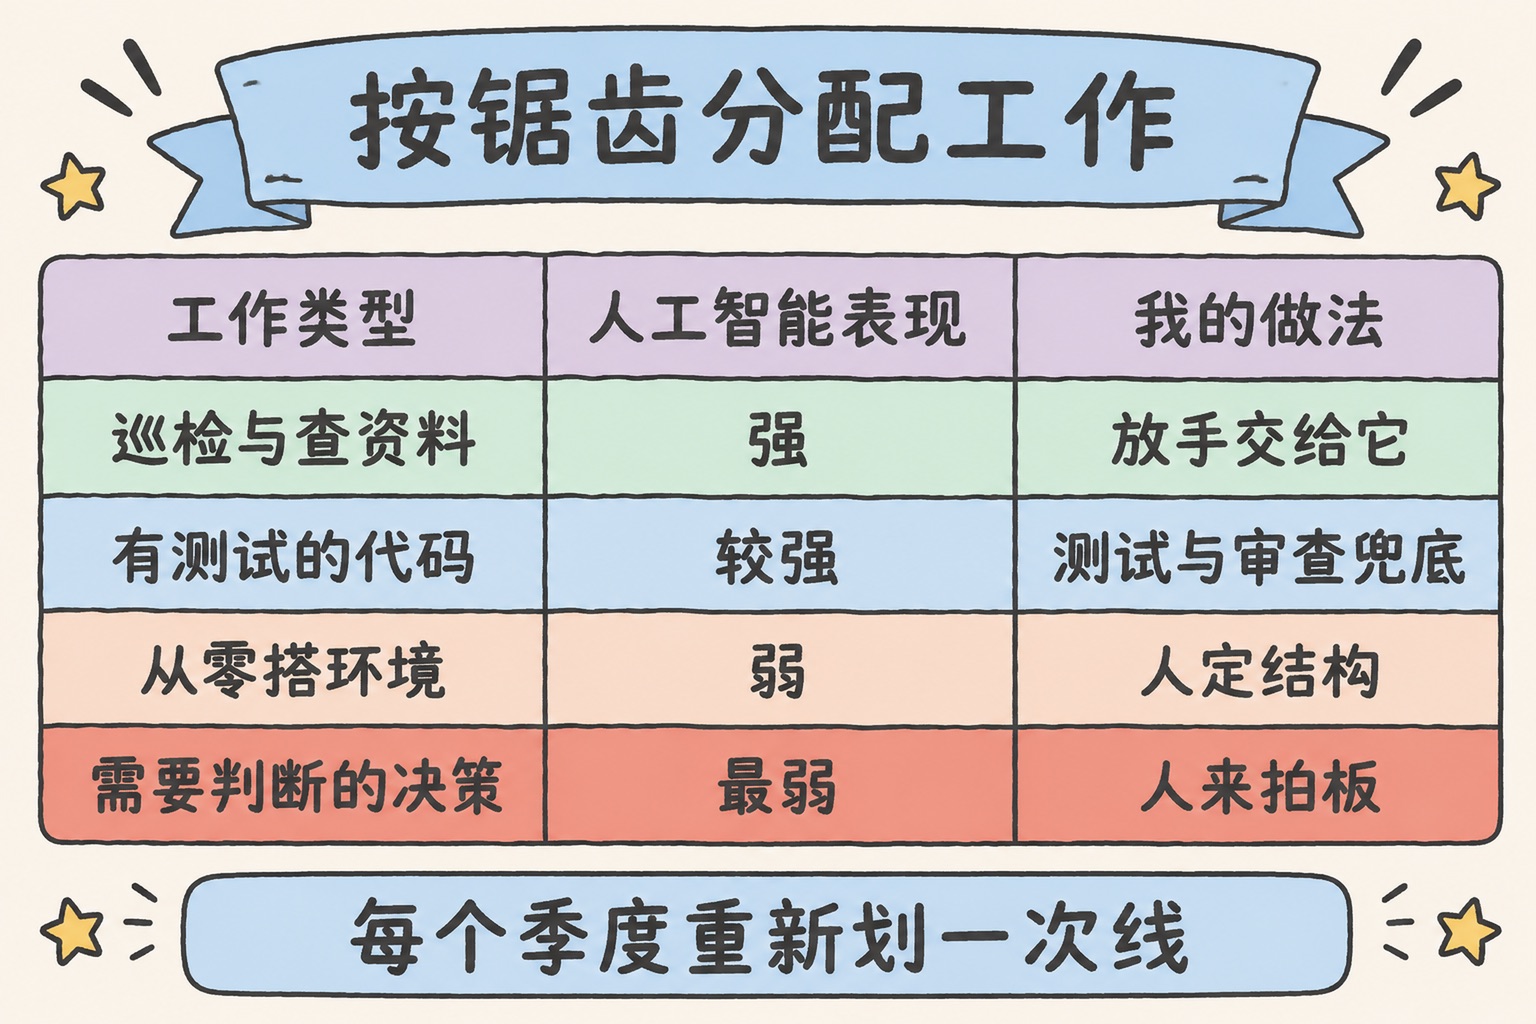 按锯齿分配工作
工作类型 人工智能表现 我的做法
巡检与查资料 强 放手交给它
有测试的代码 较强 测试与审查兜底
从零搭环境 弱 人定结构
需要判断的决策 最弱 人来拍板
每个季度重新划一次线